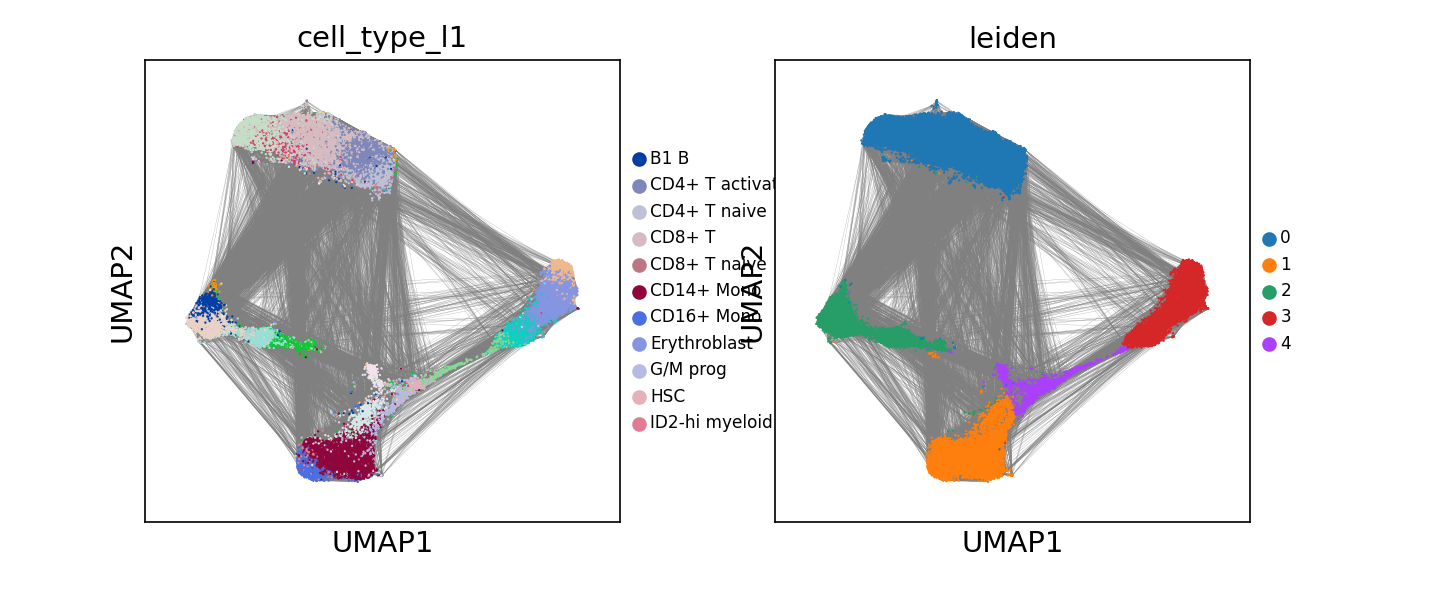 cell_type_l1
leiden
UMAP2
UMAP1
B1 B
CD4+ T activat
CD4+ T naive
CD8+ T
CD8+ T naive
CD14+ Mono
CD16+ Mono
Erythroblast
G/M prog
HSC
ID2-hi myeloid
UMAP2
UMAP1
0
1
2
3
4